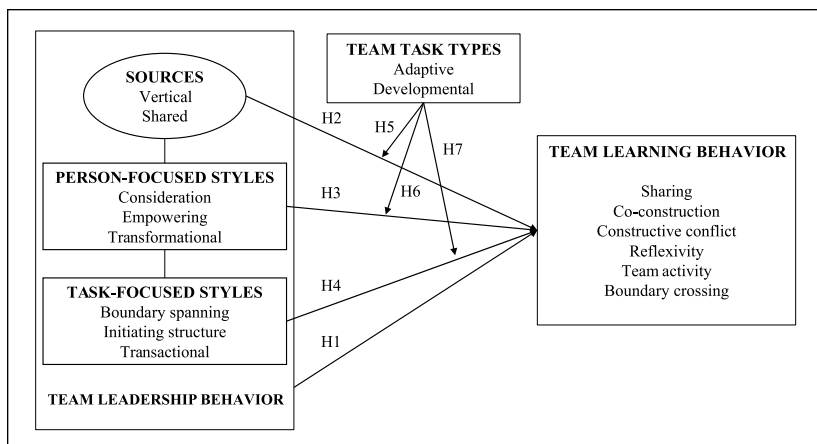 SOURCES
Vertical
Shared
PERSON-FOCUSED STYLES
Consideration
Empowering
Transformational
TASK-FOCUSED STYLES
Boundary spanning
Initiating structure
Transactional
TEAM LEADERSHIP BEHAVIOR
TEAM TASK TYPES
Adaptive
Developmental
H2
H5
H7
H3
H6
H4
H1
TEAM LEARNING BEHAVIOR
Sharing
Co-construction
Constructive conflict
Reflexivity
Team activity
Boundary crossing